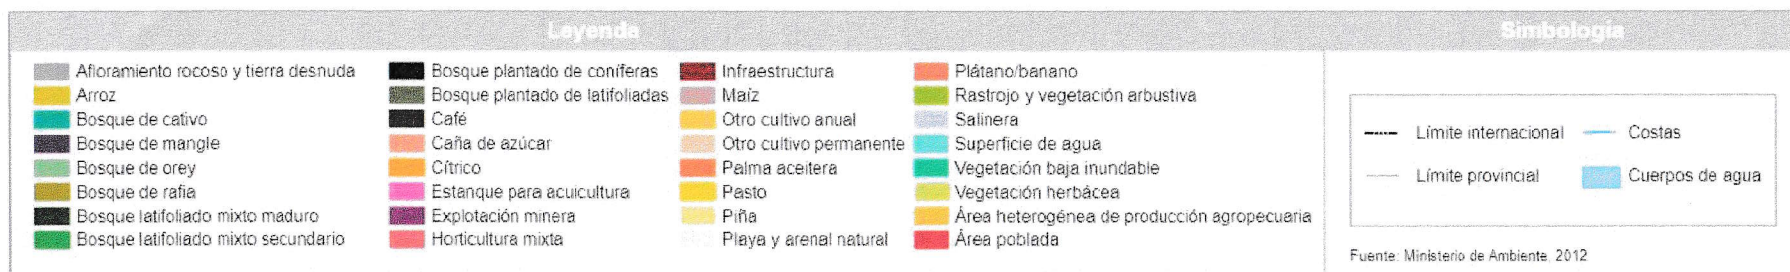 Leyenda
Afloramiento rocoso y tierra desnuda
Arroz
Bosque de cativo
Bosque de mangle
Bosque de orey
Bosque de rafia
Bosque latifoliado mixto maduro
Bosque latifoliado mixto secundario
Bosque plantado de coníferas
Bosque plantado de latifoliadas
Café
Caña de azúcar
Cítrico
Estanque para acuicultura
Explotación minera
Horticultura mixta
Infraestructura
Maíz
Otro cultivo anual
Otro cultivo permanente
Palma aceitera
Pasto
Piña
Playa y arenal natural
Plátano/banano
Rastrojo y vegetación arbustiva
Salinera
Superficie de agua
Vegetación baja inundable
Vegetación herbácea
Área heterogénea de producción agropecuaria
Área poblada
Simbología
Límite internacional
Límite provincial
Costas
Cuerpos de agua
Fuente: Ministerio de Ambiente, 2012